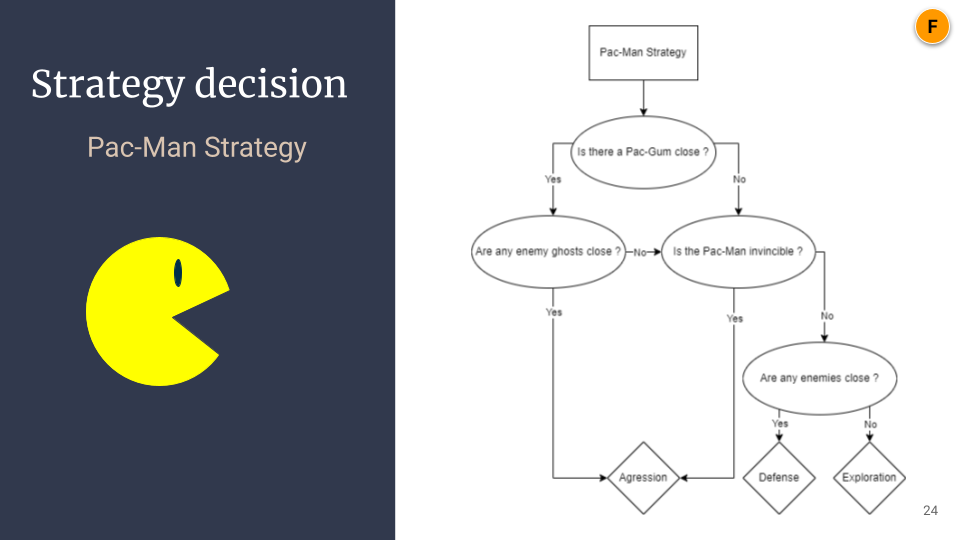 F
Strategy decision
Pac-Man Strategy
Pac-Man Strategy
Is there a Pac-Gum close ?
Yes
No
Are any enemy ghosts close ?
No
Is the Pac-Man invincible ?
Yes
Yes
No
Are any enemies close ?
Yes
No
Agression
Defense
Exploration
24